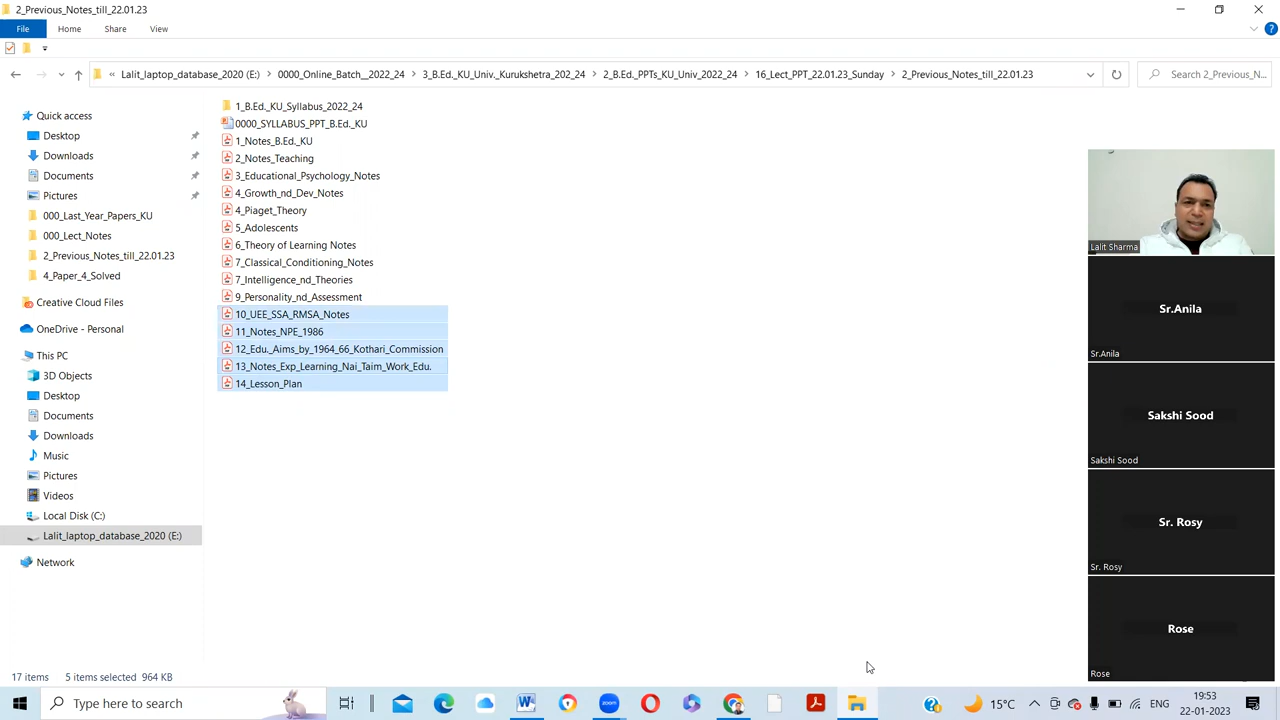 2_Previous_Notes_till_22.01.23
File Home Share View
« Lalit_laptop_database_2020 (E:) › 0000_Online_Batch__2022_24 › 3_B.Ed._KU_Univ._Kurukshetra_202_24 › 2_B.Ed._PPTs_KU_Univ_2022_24 › 16_Lect_PPT_22.01.23_Sunday › 2_Previous_Notes_till_22.01.23
Search 2_Previous_N...
Quick access
Desktop
Downloads
Documents
Pictures
000_Last_Year_Papers_KU
000_Lect_Notes
2_Previous_Notes_till_22.01.23
4_Paper_4_Solved
Creative Cloud Files
OneDrive - Personal
This PC
3D Objects
Desktop
Documents
Downloads
Music
Pictures
Videos
Local Disk (C:)
Lalit_laptop_database_2020 (E:)
Network
1_B.Ed._KU_Syllabus_2022_24
0000_SYLLABUS_PPT_B.Ed._KU
1_Notes_B.Ed._KU
2_Notes_Teaching
3_Educational_Psychology_Notes
4_Growth_nd_Dev_Notes
4_Piaget_Theory
5_Adolescents
6_Theory of Learning Notes
7_Classical_Conditioning_Notes
7_Intelligence_nd_Theories
9_Personality_nd_Assessment
10_UEE_SSA_RMSA_Notes
11_Notes_NPE_1986
12_Edu._Aims_by_1964_66_Kothari_Commission
13_Notes_Exp_Learning_Nai_Taim_Work_Edu.
14_Lesson_Plan
Lalit Sharma
Sr.Anila
Sr.Anila
Sakshi Sood
Sakshi Sood
Sr. Rosy
Sr. Rosy
Rose
Rose
17 items 5 items selected 964 KB
Type here to search
zoom
15°C
ENG
19:53
22-01-2023